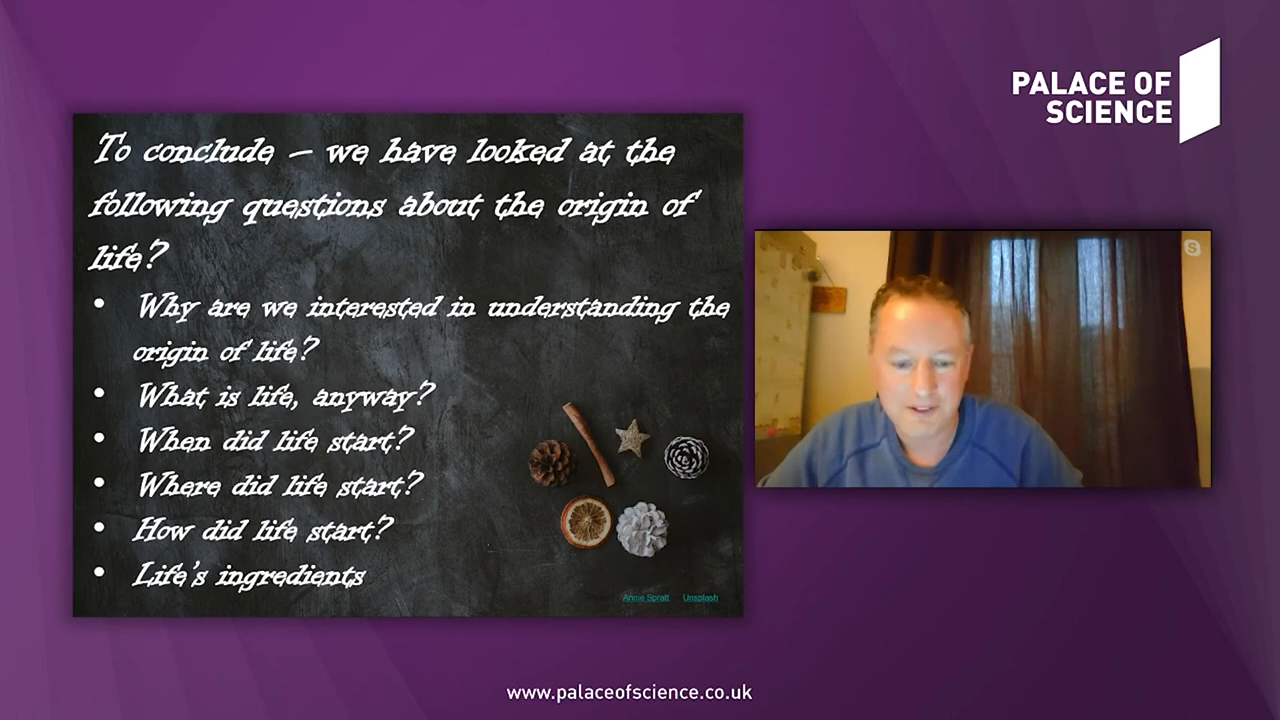 PALACE OF
SCIENCE
To conclude – we have looked at the
following questions about the origin of
life?
• Why are we interested in understanding the
origin of life?
• What is life, anyway?
• When did life start?
• Where did life start?
• How did life start?
• Life's ingredients
Annie Spratt Unsplash
www.palaceofscience.co.uk